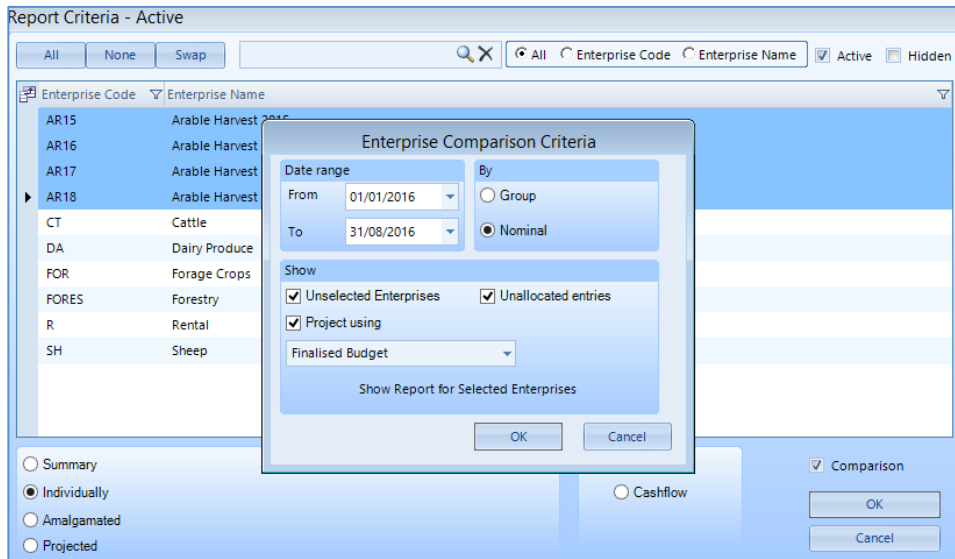 Report Criteria - Active
All None Swap All Enterprise Code Enterprise Name Active Hidden
Enterprise Code Enterprise Name
AR15 Arable Harvest 2015
AR16 Arable Harvest
AR17 Arable Harvest
AR18 Arable Harvest
CT Cattle
DA Dairy Produce
FOR Forage Crops
FORES Forestry
R Rental
SH Sheep
Enterprise Comparison Criteria
Date range By
From 01/01/2016 Group
To 31/08/2016 Nominal
Show
Unselected Enterprises Unallocated entries
Project using
Finalised Budget
Show Report for Selected Enterprises
OK Cancel
Summary Comparison
Individually Cashflow
OK
Amalgamated
Cancel
Projected